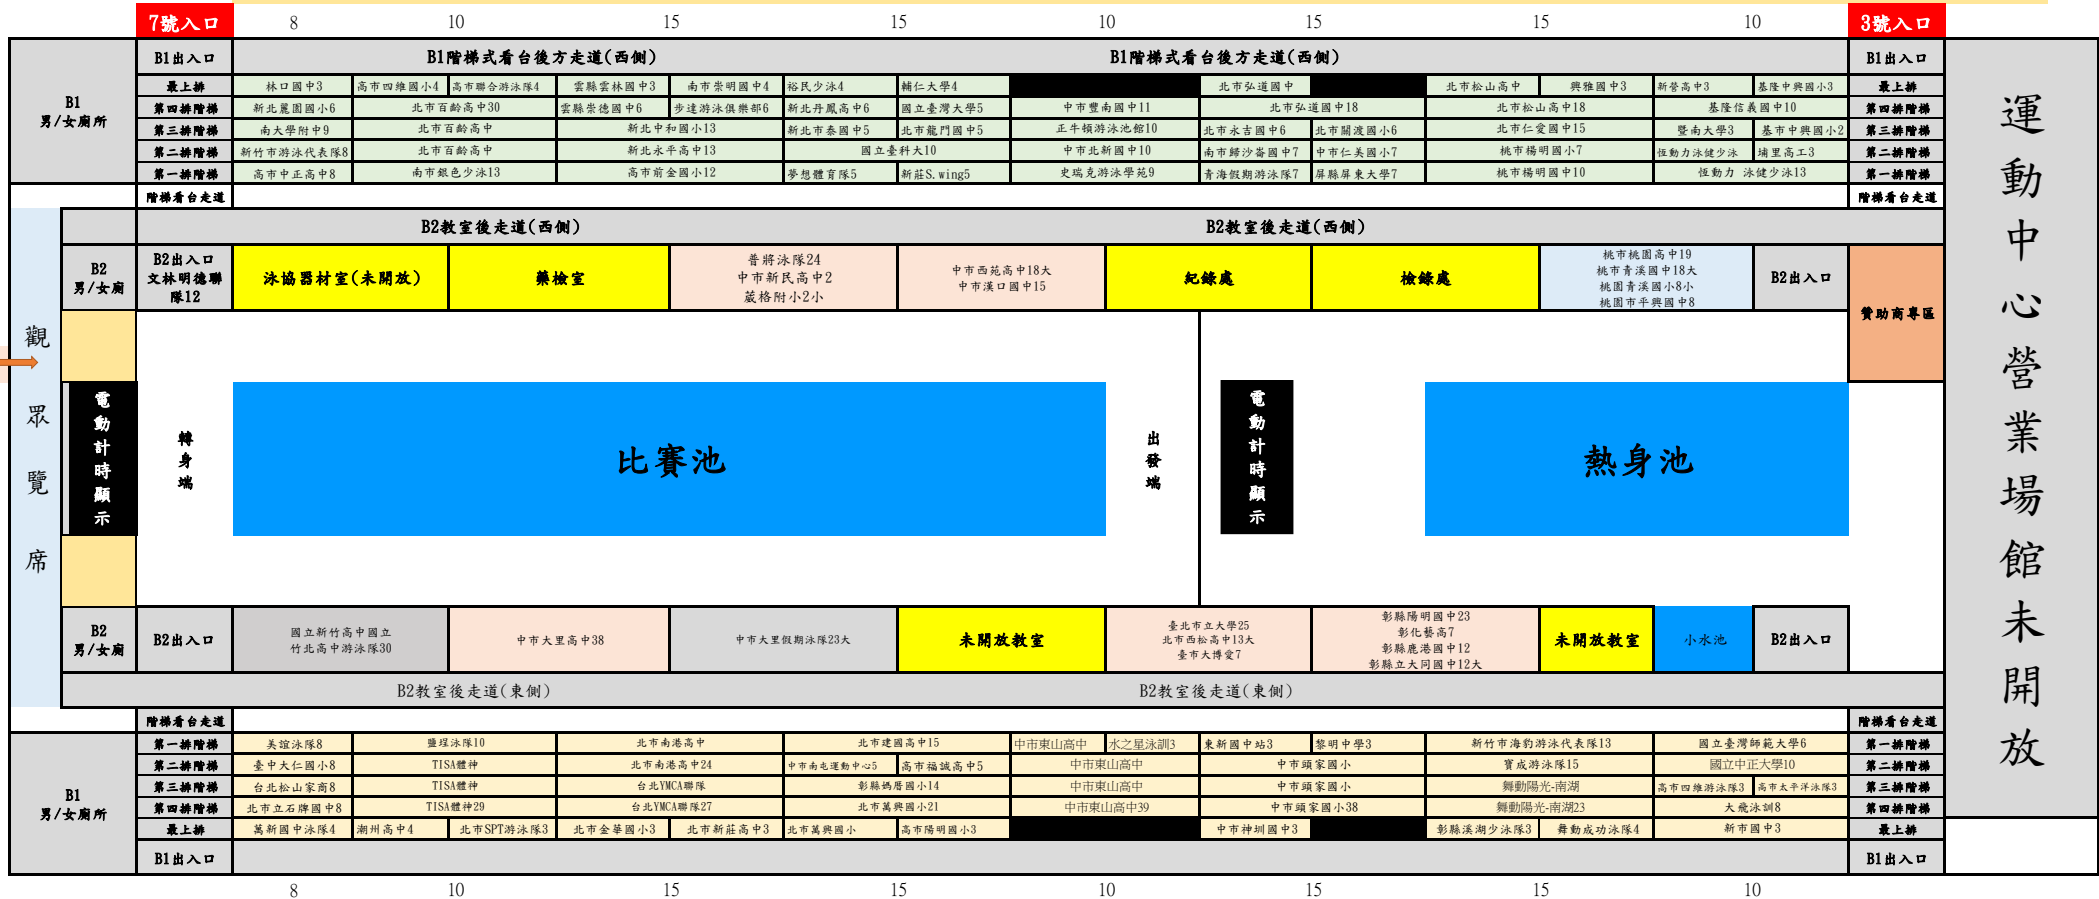 7號入口 8 10 15 15 10 15 15 10 3號入口
B1出入口 B1階梯式看台後方走道(西側) B1階梯式看台後方走道(西側) B1出入口
B1
男/女廁所
最上排 林口國中3 高市四維國小4 高市聯合游泳隊4 雲縣雲林國中3 南市崇明國中4 裕民少泳4 輔仁大學4 北市弘道國中 北市松山高中 興雅國中3 新營高中3 基隆中興國小3 最上排
第四排階梯 新北麗園國小6 北市百齡高中30 雲縣崇德國中6 步達游泳俱樂部6 新北丹鳳高中6 國立臺灣大學5 中市豐南國中11 北市弘道國中18 北市松山高中18 基隆信義國中10 第四排階梯
第三排階梯 南大學附中9 北市百齡高中 新北中和國小13 新北市泰國中5 北市龍門國中5 正牛頓游泳池館10 北市永吉國中6 北市關渡國小6 北市仁愛國中15 暨南大學3 基市中興國小2 第三排階梯
第二排階梯 新竹市游泳代表隊8 北市百齡高中 新北永平高中13 國立臺科大10 中市北新國中10 南市歸沙崙國中7 中市仁美國小7 桃市楊明國小7 恆動力泳健少泳 埔里高工3 第二排階梯
第一排階梯 高市中正高中8 南市銀色少泳13 高市前金國小12 夢想體育隊5 新莊S.wing5 史瑞克游泳學苑9 青海假期游泳隊7 屏縣屏東大學7 桃市楊明國中10 恆動力 泳健少泳13 第一排階梯
階梯看台走道 階梯看台走道
B2教室後走道(西側) B2教室後走道(西側)
B2
男/女廁
B2出入口
文林明德聯
隊12
泳協器材室(未開放)
藥檢室
普將泳隊24
中市新民高中2
葳格附小2小
中市西苑高中18大
中市漢口國中15
紀錄處
檢錄處
桃市桃園高中19
桃市青溪國中18大
桃園青溪國小8小
桃園市平興國中8
B2出入口
贊助商專區
觀眾覽席
電動計時顯示
轉身端
比賽池
出發端
電動計時顯示
熱身池
運動中心營業場館未開放
B2
男/女廁
B2出入口
國立新竹高中國立
竹北高中游泳隊30
中市大里高中38
中市大里假期泳隊23大
未開放教室
臺北市立大學25
北市西松高中13大
臺市大博愛7
彰縣陽明國中23
彰化藝高7
彰縣鹿港國中12
彰縣立大同國中12大
未開放教室
小水池
B2出入口
B2教室後走道(東側) B2教室後走道(東側)
階梯看台走道 階梯看台走道
第一排階梯 美誼泳隊8 鹽埕泳隊10 北市南港高中 北市建國高中15 中市東山高中 水之星泳訓3 東新國中站3 黎明中學3 新竹市海豹游泳代表隊13 國立臺灣師範大學6 第一排階梯
第二排階梯 臺中大仁國小8 TISA體神 北市南港高中24 中市南屯運動中心5 高市福誠高中5 中市東山高中 中市頭家國小 寶成游泳隊15 國立中正大學10 第二排階梯
B1
男/女廁所
第三排階梯 台北松山家商8 TISA體神 台北YMCA聯隊 彰縣媽厝國小14 中市東山高中 中市頭家國小 舞動陽光-南湖 高市四維游泳隊3 高市太平洋泳隊3 第三排階梯
第四排階梯 北市立石牌國中8 TISA體神29 台北YMCA聯隊27 北市萬興國小21 中市東山高中39 中市頭家國小38 舞動陽光-南湖23 大飛泳訓8 第四排階梯
最上排 萬新國中泳隊4 潮州高中4 北市SPT游泳隊3 北市金華國小3 北市新莊高中3 北市萬興國小 高市陽明國小3 中市神圳國中3 彰縣溪湖少泳隊3 舞動成功泳隊4 新市國中3 最上排
B1出入口 B1出入口
8 10 15 15 10 15 15 10